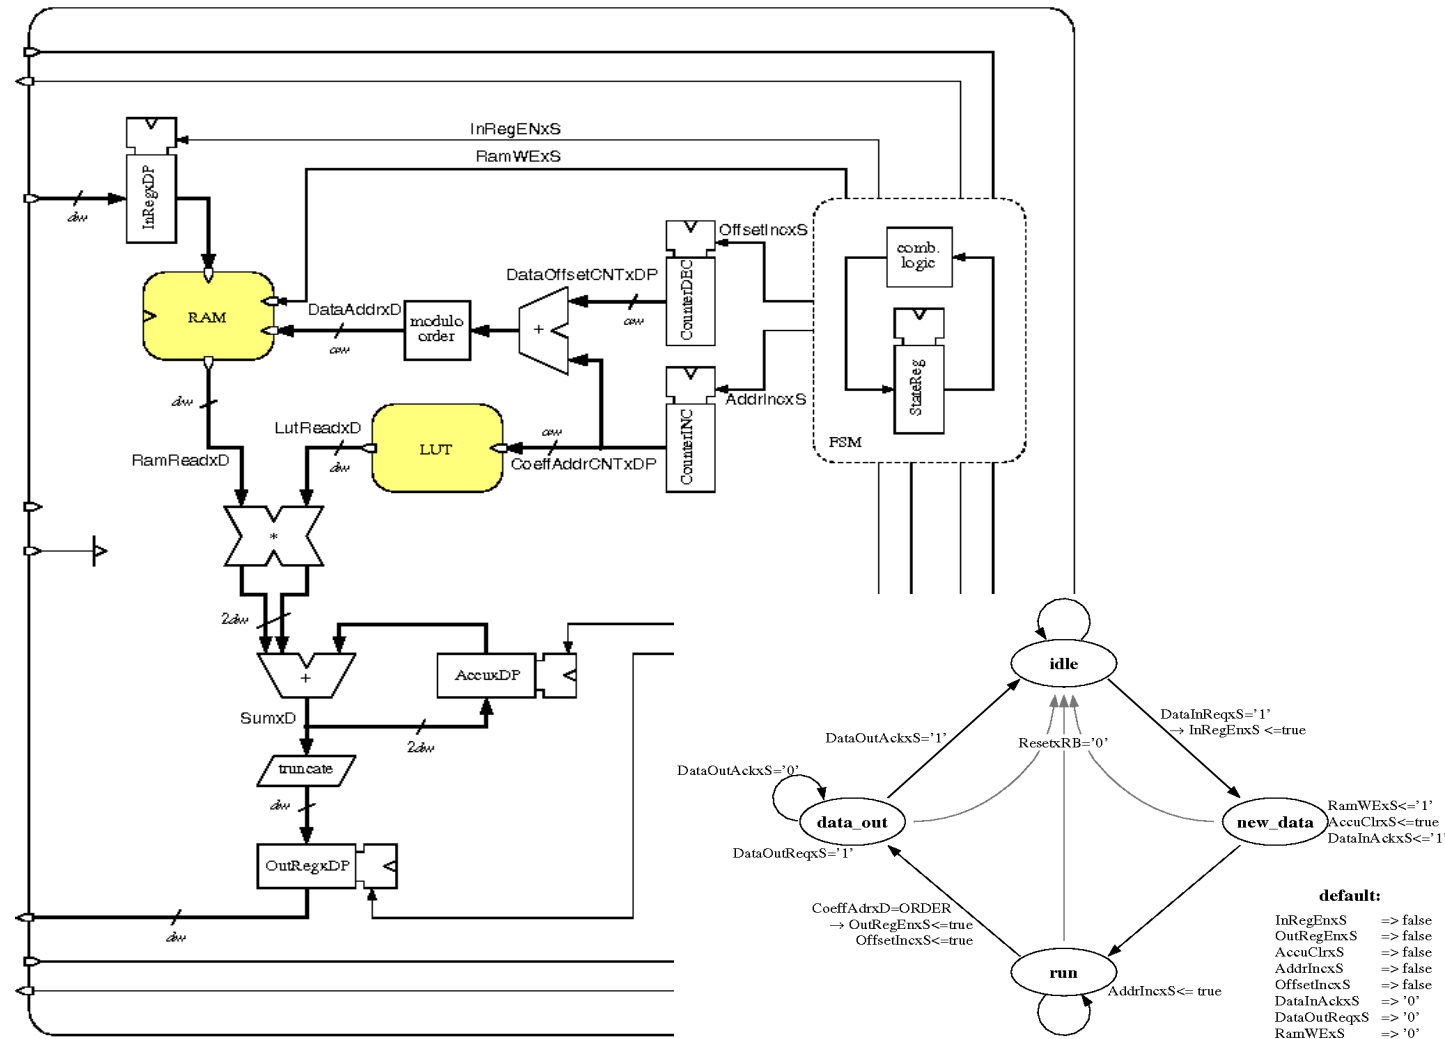 InRegENxS
RamWExS
InRegxDP
dw
OffsetIncxS
comb.
logic
DataOffsetCNTxDP
CounterDEC
RAM
DataAddrxD
modulo
order
+
cw
cw
StateReg
AddrIncxS
FSM
dw
LutReadxD
LUT
cw
CounterINC
RamReadxD
dw
CoeffAddrCNTxDP
*
2dw
+
AccuxDP
SumxD
2dw
truncate
dw
OutRegxDP
dw
idle
DataInReqxS='1'
→ InRegEnxS <=true
DataOutAckxS='1'
ResetxRB='0'
DataOutAckxS='0'
data_out
DataOutReqxS='1'
new_data
RamWExS<='1'
AccuClrxS<=true
DataInAckxS<='1'
CoeffAdrxD=ORDER
→ OutRegEnxS<=true
OffsetIncxS<=true
run
AddrIncxS<= true
default:
InRegEnxS => false
OutRegEnxS => false
AccuClrxS => false
AddrIncxS => false
OffsetIncxS => false
DataInAckxS => '0'
DataOutReqxS => '0'
RamWExS => '0'